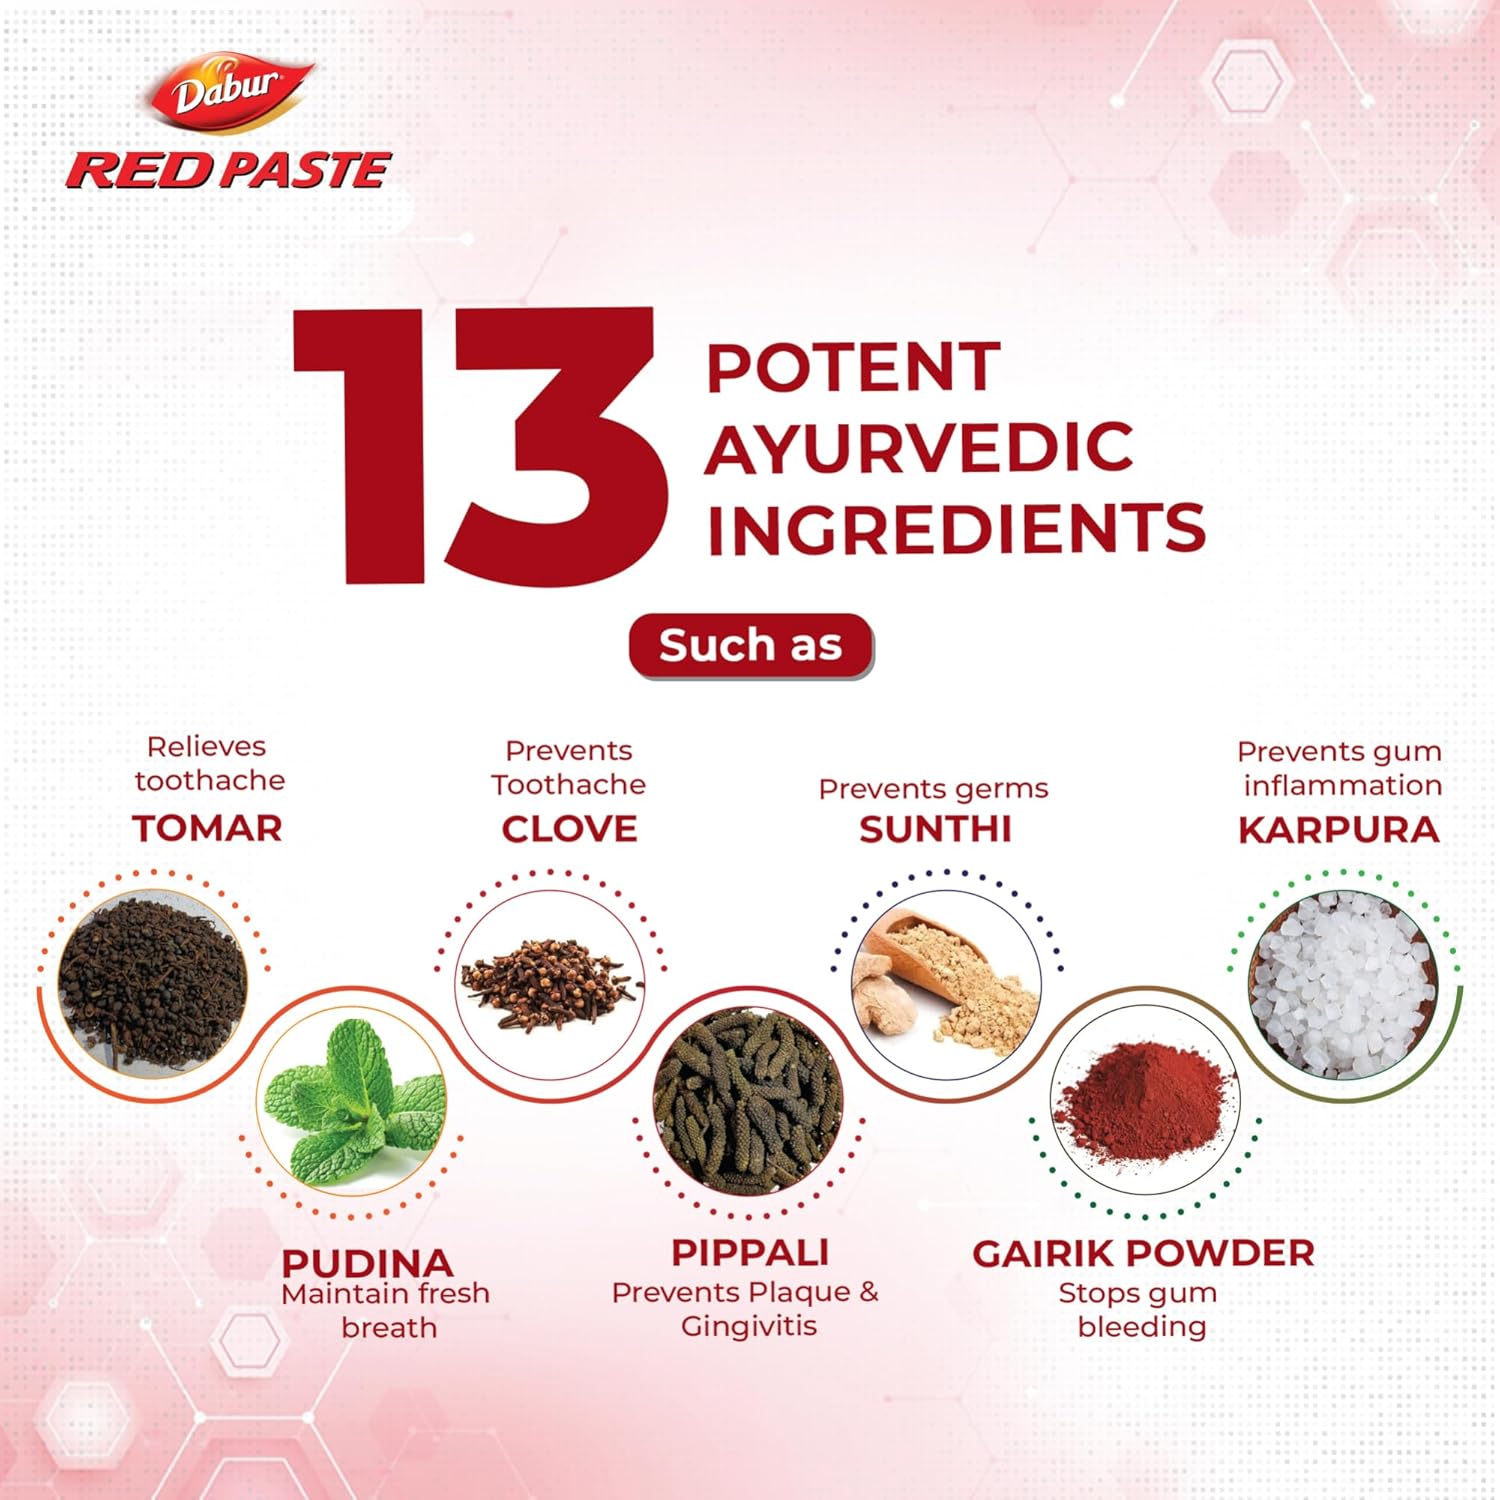 Dabur
RED PASTE
13
POTENT
AYURVEDIC
INGREDIENTS
Such as
Relieves
toothache
TOMAR
Prevents
Toothache
CLOVE
Prevents germs
SUNTHI
Prevents gum
inflammation
KARPURA
PUDINA
Maintain fresh
breath
PIPPALI
Prevents Plaque &
Gingivitis
GAIRIK POWDER
Stops gum
bleeding